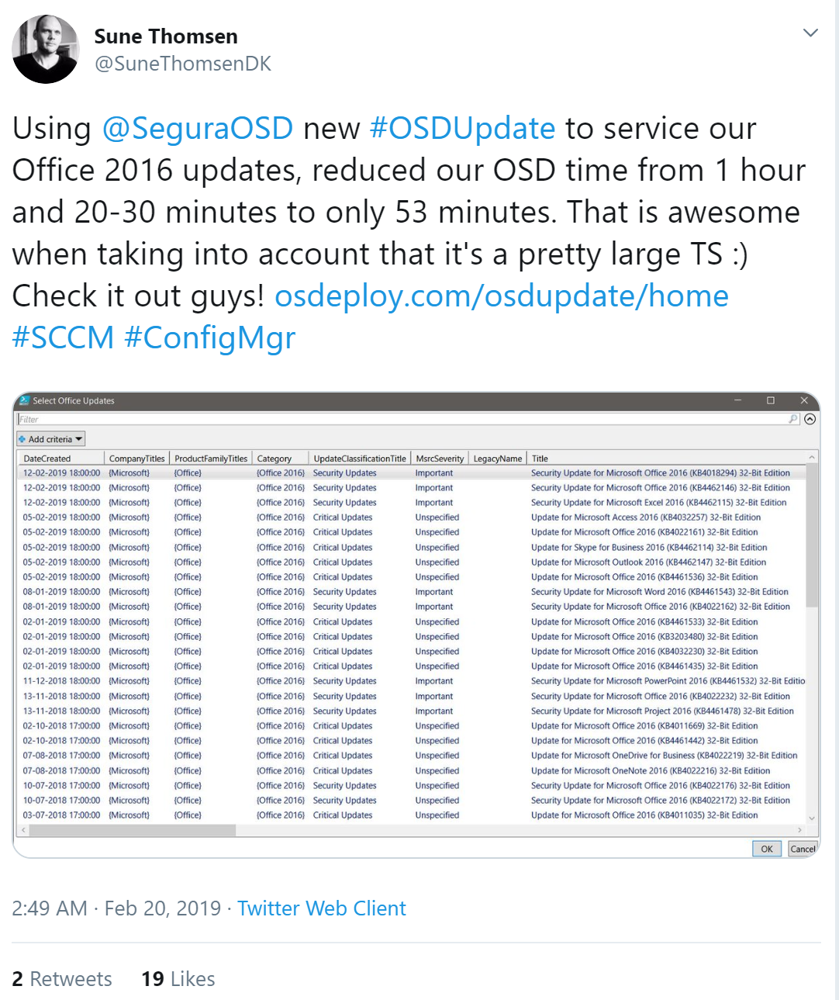 Sune Thomsen
@SuneThomsenDK
Using @SeguraOSD new #OSDUpdate to service our
Office 2016 updates, reduced our OSD time from 1 hour
and 20-30 minutes to only 53 minutes. That is awesome
when taking into account that it's a pretty large TS :)
Check it out guys! osdeploy.com/osdupdate/home
#SCCM #ConfigMgr
Select Office Updates
Filter
Add criteria
DateCreated CompanyTitles ProductFamilyTitles Category UpdateClassificationTitle MsrcSeverity LegacyName Title
12-02-2019 18:00:00 {Microsoft} {Office} {Office 2016} Security Updates Important Security Update for Microsoft Office 2016 (KB4018294) 32-Bit Edition
12-02-2019 18:00:00 {Microsoft} {Office} {Office 2016} Security Updates Important Security Update for Microsoft Office 2016 (KB4462146) 32-Bit Edition
12-02-2019 18:00:00 {Microsoft} {Office} {Office 2016} Security Updates Important Security Update for Microsoft Excel 2016 (KB4462115) 32-Bit Edition
05-02-2019 18:00:00 {Microsoft} {Office} {Office 2016} Critical Updates Unspecified Update for Microsoft Access 2016 (KB4032257) 32-Bit Edition
05-02-2019 18:00:00 {Microsoft} {Office} {Office 2016} Critical Updates Unspecified Update for Microsoft Office 2016 (KB4022161) 32-Bit Edition
05-02-2019 18:00:00 {Microsoft} {Office} {Office 2016} Critical Updates Unspecified Update for Skype for Business 2016 (KB4462114) 32-Bit Edition
05-02-2019 18:00:00 {Microsoft} {Office} {Office 2016} Critical Updates Unspecified Update for Microsoft Outlook 2016 (KB4462147) 32-Bit Edition
05-02-2019 18:00:00 {Microsoft} {Office} {Office 2016} Critical Updates Unspecified Update for Microsoft Office 2016 (KB4461536) 32-Bit Edition
08-01-2019 18:00:00 {Microsoft} {Office} {Office 2016} Security Updates Important Security Update for Microsoft Word 2016 (KB4461543) 32-Bit Edition
08-01-2019 18:00:00 {Microsoft} {Office} {Office 2016} Security Updates Important Security Update for Microsoft Office 2016 (KB4022162) 32-Bit Edition
02-01-2019 18:00:00 {Microsoft} {Office} {Office 2016} Critical Updates Unspecified Update for Microsoft Office 2016 (KB4461533) 32-Bit Edition
02-01-2019 18:00:00 {Microsoft} {Office} {Office 2016} Critical Updates Unspecified Update for Microsoft Office 2016 (KB3203480) 32-Bit Edition
02-01-2019 18:00:00 {Microsoft} {Office} {Office 2016} Critical Updates Unspecified Update for Microsoft Office 2016 (KB4032230) 32-Bit Edition
02-01-2019 18:00:00 {Microsoft} {Office} {Office 2016} Critical Updates Unspecified Update for Microsoft Office 2016 (KB4461435) 32-Bit Edition
11-12-2018 18:00:00 {Microsoft} {Office} {Office 2016} Security Updates Important Security Update for Microsoft PowerPoint 2016 (KB4461532) 32-Bit Editio
13-11-2018 18:00:00 {Microsoft} {Office} {Office 2016} Security Updates Important Security Update for Microsoft Office 2016 (KB4022232) 32-Bit Edition
13-11-2018 18:00:00 {Microsoft} {Office} {Office 2016} Security Updates Important Security Update for Microsoft Project 2016 (KB4461478) 32-Bit Edition
02-10-2018 17:00:00 {Microsoft} {Office} {Office 2016} Critical Updates Unspecified Update for Microsoft Office 2016 (KB4011669) 32-Bit Edition
02-10-2018 17:00:00 {Microsoft} {Office} {Office 2016} Critical Updates Unspecified Update for Microsoft Office 2016 (KB4461442) 32-Bit Edition
07-08-2018 17:00:00 {Microsoft} {Office} {Office 2016} Critical Updates Unspecified Update for Microsoft OneDrive for Business (KB4022219) 32-Bit Edition
07-08-2018 17:00:00 {Microsoft} {Office} {Office 2016} Critical Updates Unspecified Update for Microsoft OneNote 2016 (KB4022216) 32-Bit Edition
10-07-2018 17:00:00 {Microsoft} {Office} {Office 2016} Security Updates Unspecified Security Update for Microsoft Office 2016 (KB4022176) 32-Bit Edition
10-07-2018 17:00:00 {Microsoft} {Office} {Office 2016} Security Updates Unspecified Security Update for Microsoft Office 2016 (KB4022172) 32-Bit Edition
03-07-2018 17:00:00 {Microsoft} {Office} {Office 2016} Critical Updates Unspecified Update for Microsoft Office 2016 (KB4011035) 32-Bit Edition
OK Cancel
2:49 AM · Feb 20, 2019 · Twitter Web Client
2 Retweets 19 Likes